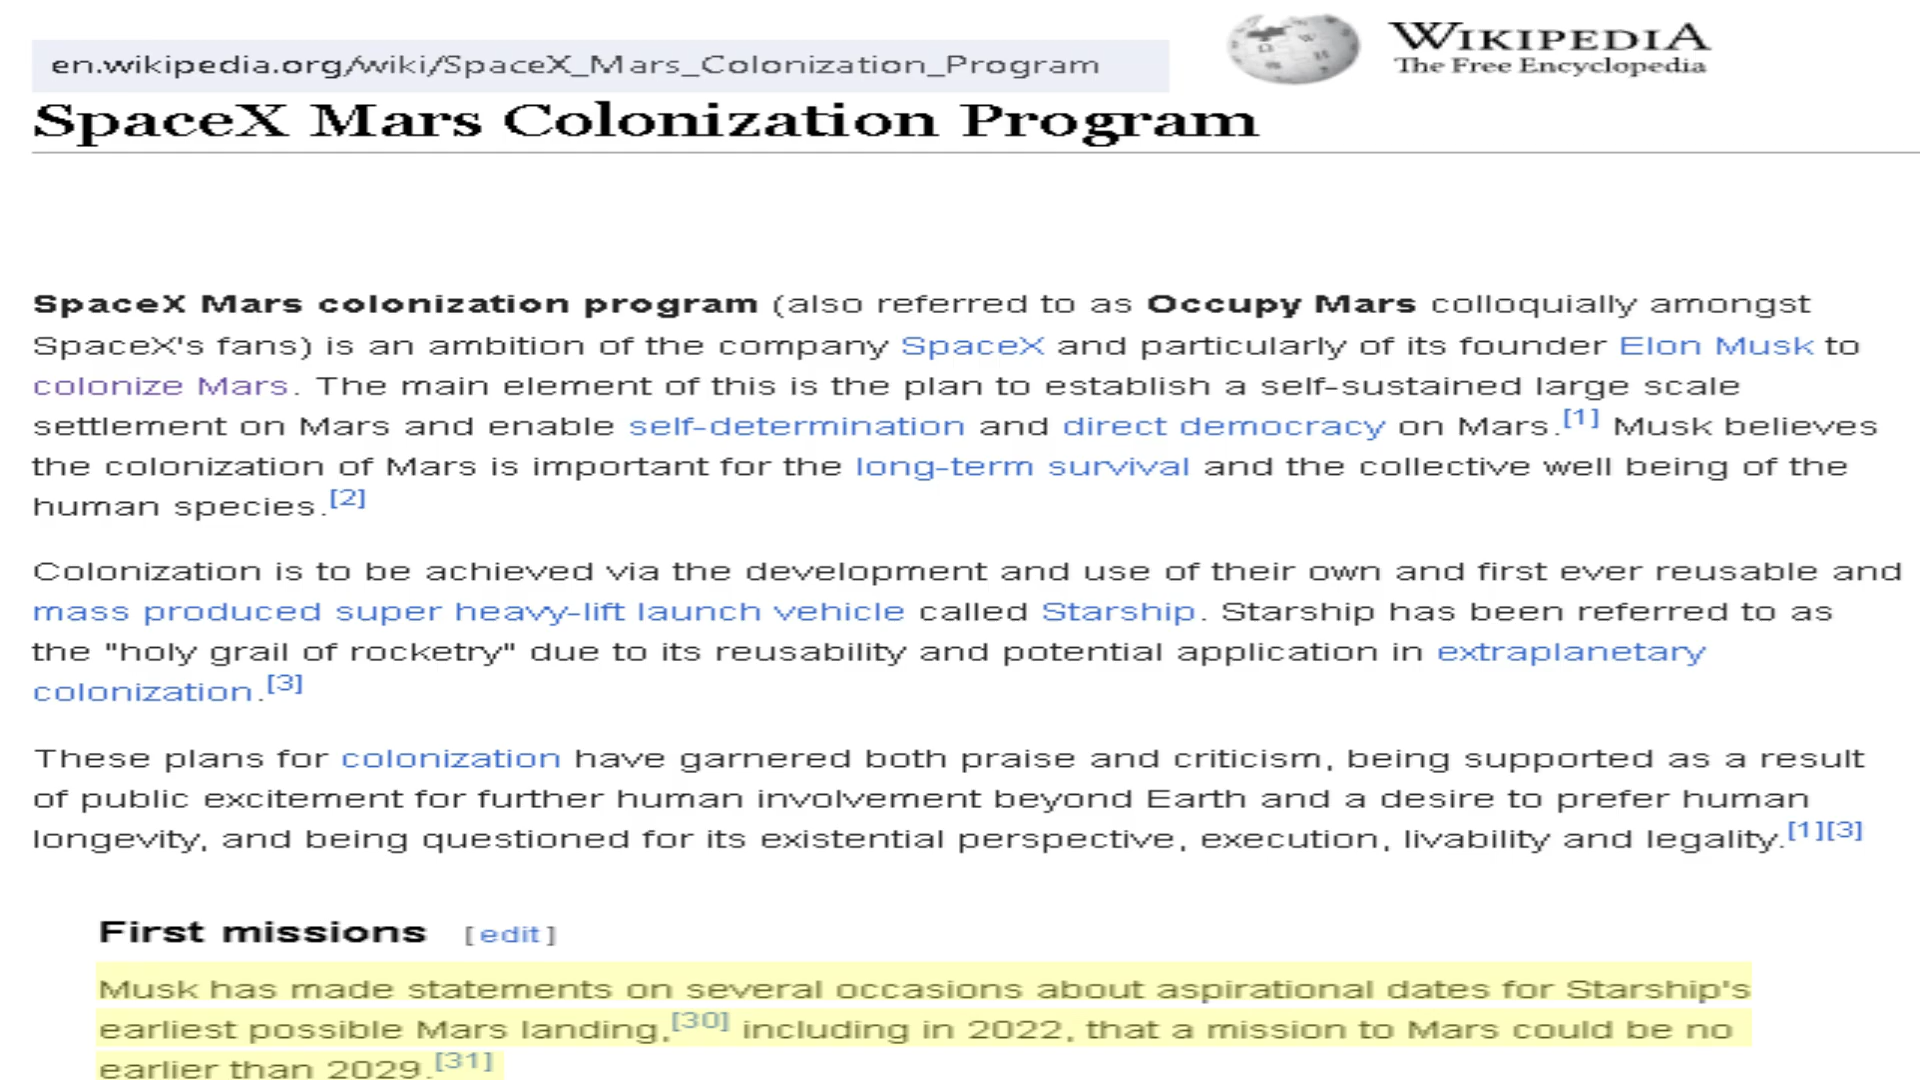 en.wikipedia.org/wiki/SpaceX_Mars_Colonization_Program
WIKIPEDIA
The Free Encyclopedia
SpaceX Mars Colonization Program
SpaceX Mars colonization program (also referred to as Occupy Mars colloquially amongst
SpaceX's fans) is an ambition of the company SpaceX and particularly of its founder Elon Musk to
colonize Mars. The main element of this is the plan to establish a self-sustained large scale
settlement on Mars and enable self-determination and direct democracy on Mars.[1] Musk believes
the colonization of Mars is important for the long-term survival and the collective well being of the
human species.[2]
Colonization is to be achieved via the development and use of their own and first ever reusable and
mass produced super heavy-lift launch vehicle called Starship. Starship has been referred to as
the "holy grail of rocketry" due to its reusability and potential application in extraplanetary
colonization.[3]
These plans for colonization have garnered both praise and criticism, being supported as a result
of public excitement for further human involvement beyond Earth and a desire to prefer human
longevity, and being questioned for its existential perspective, execution, livability and legality.[1][3]
First missions [edit]
Musk has made statements on several occasions about aspirational dates for Starship's
earliest possible Mars landing,[30] including in 2022, that a mission to Mars could be no
earlier than 2029.[31]